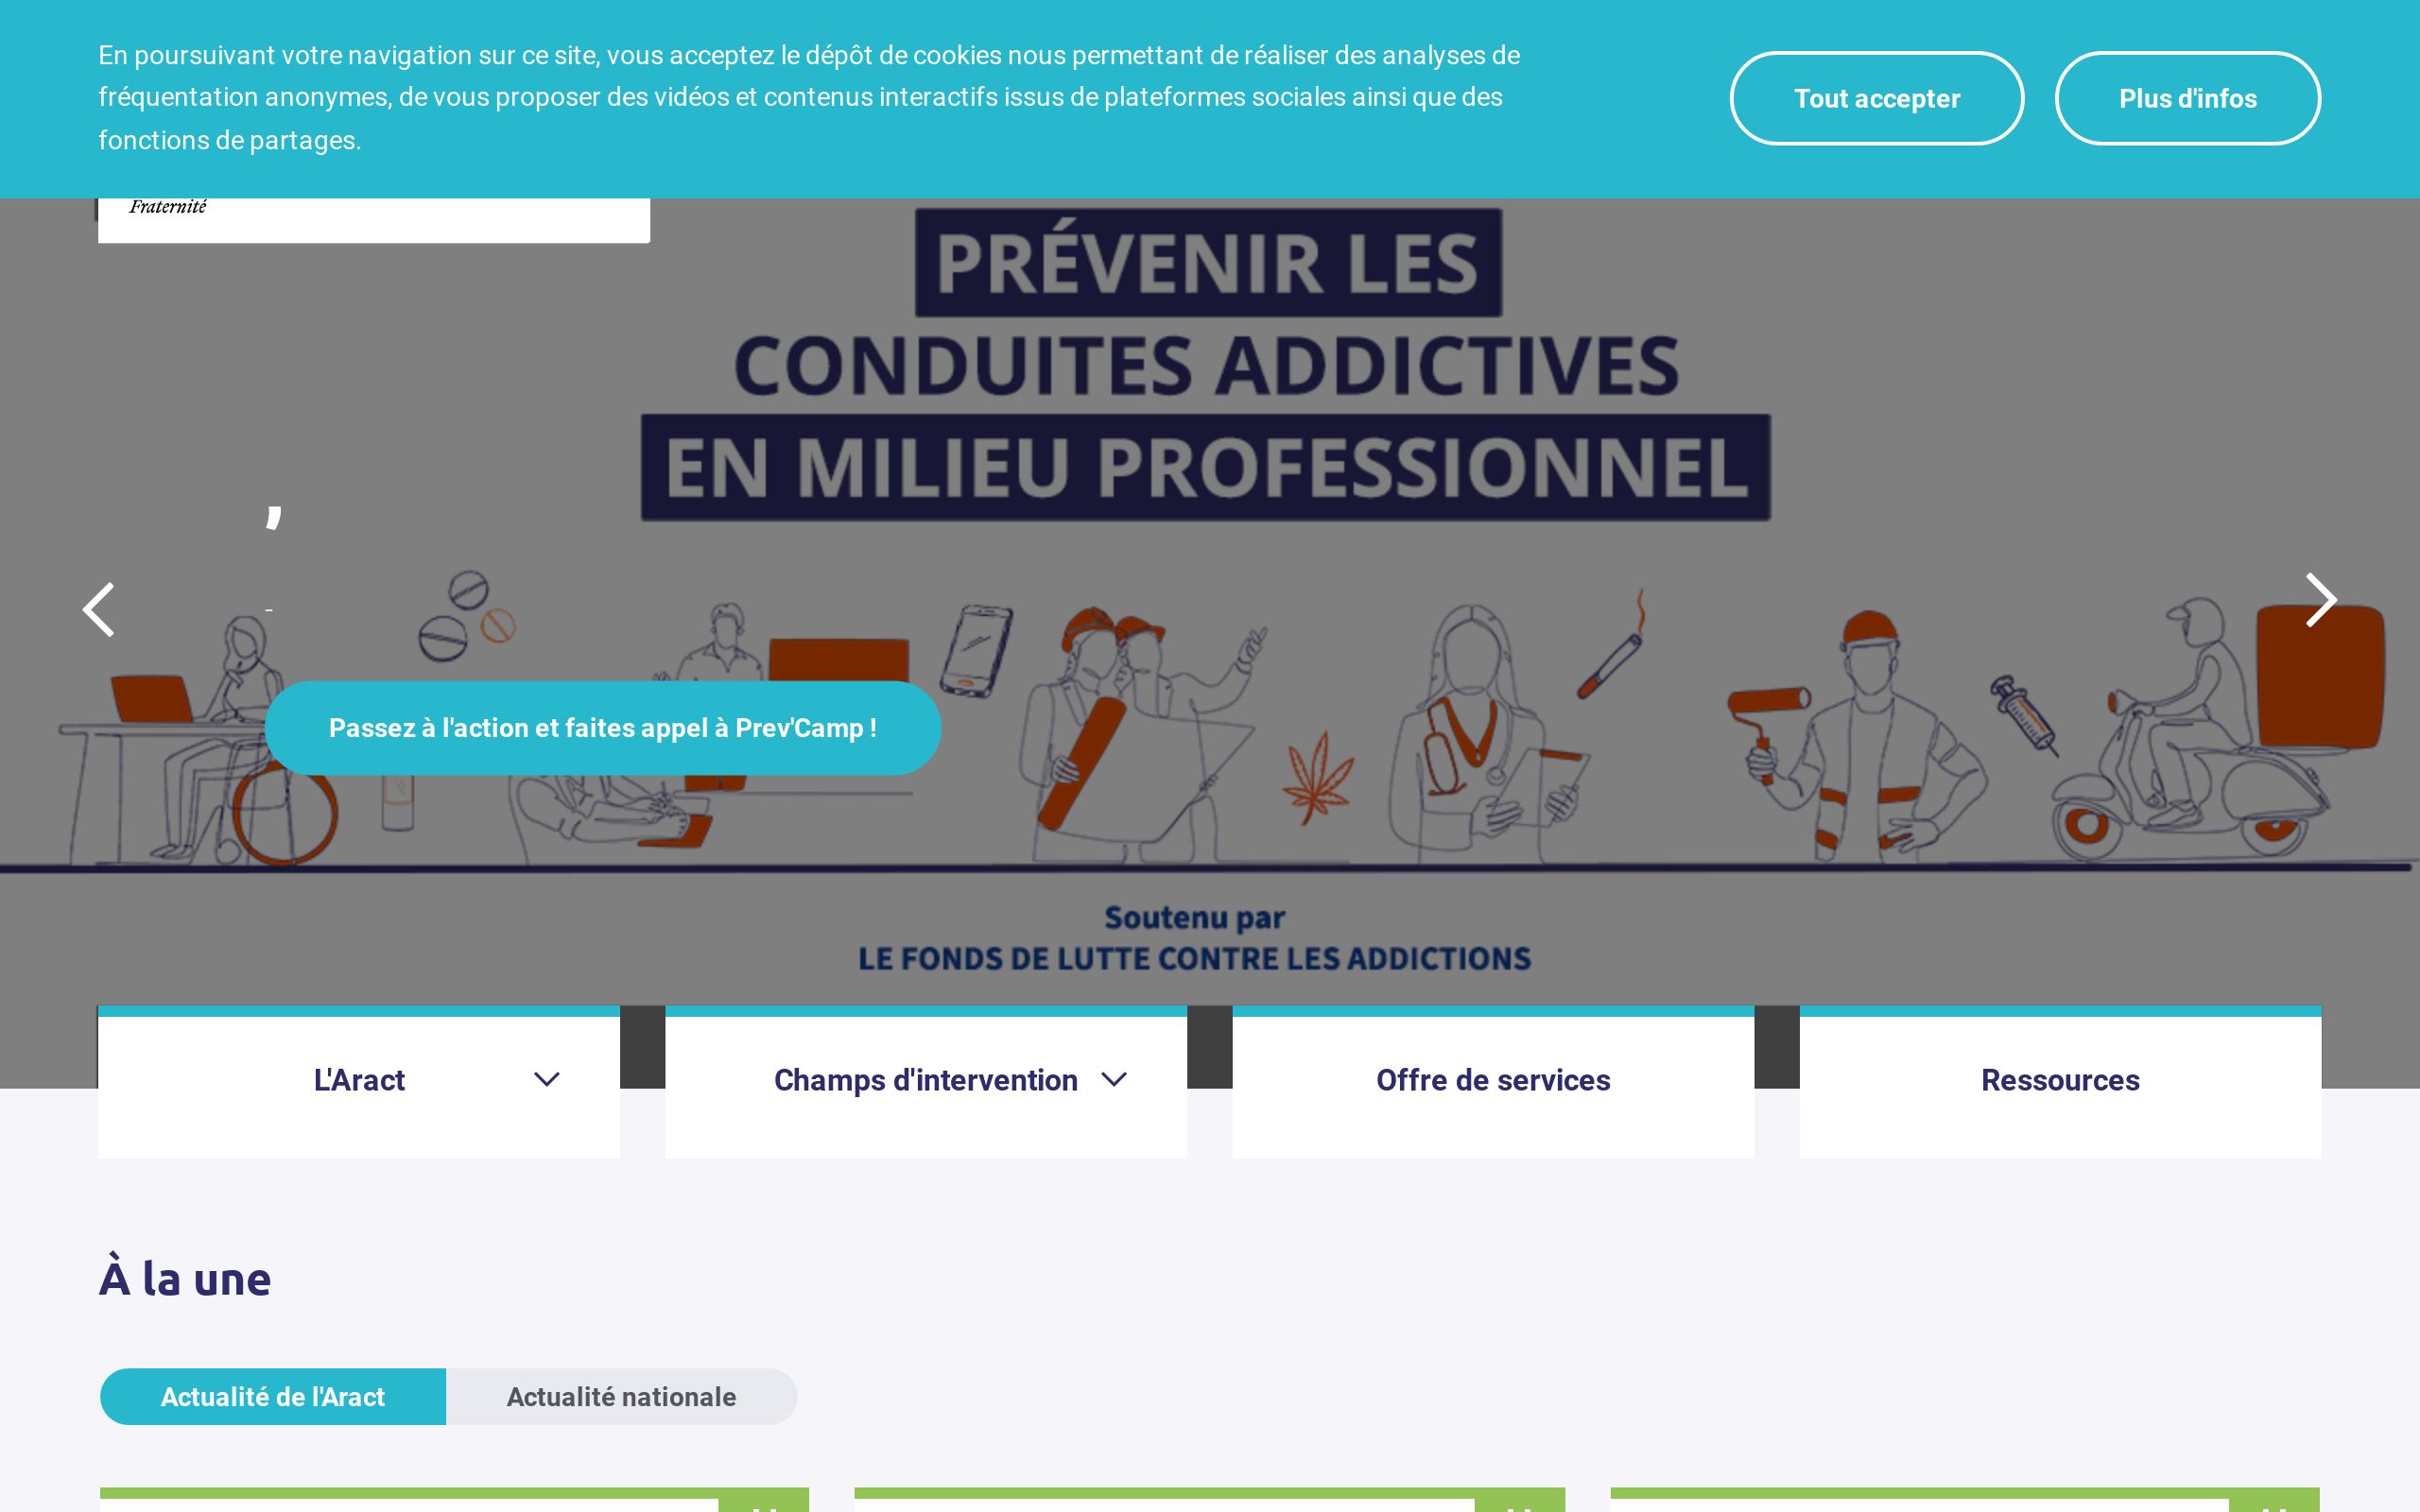 En poursuivant votre navigation sur ce site, vous acceptez le dépôt de cookies nous permettant de réaliser des analyses de
fréquentation anonymes, de vous proposer des vidéos et contenus interactifs issus de plateformes sociales ainsi que des
fonctions de partages.
Tout accepter
Plus d'infos
Fraternité
PRÉVENIR LES
CONDUITES ADDICTIVES
EN MILIEU PROFESSIONNEL
,
-
Passez à l'action et faites appel à Prev'Camp !
Soutenu par
LE FONDS DE LUTTE CONTRE LES ADDICTIONS
L'Aract
Champs d'intervention
Offre de services
Ressources
À la une
Actualité de l'Aract
Actualité nationale